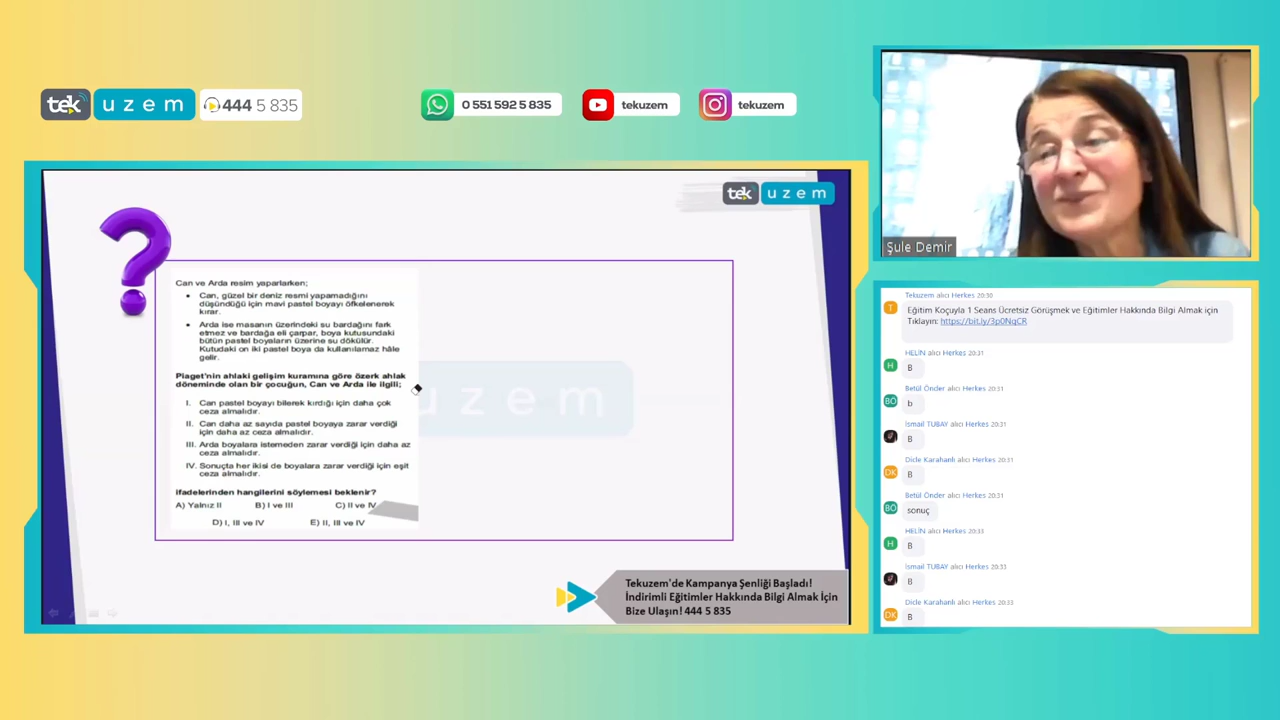 tek uzem 444 5 835
0 551 592 5 835
tekuzem
tekuzem
tek uzem
Can ve Arda resim yaparlarken;
• Can, güzel bir deniz resmi yapamadığını
düşündüğü için mavi pastel boyayı öfkelenerek
kırar.
• Arda ise masanın üzerindeki su bardağını fark
etmez ve bardağa eli çarpar, boya kutusundaki
bütün pastel boyaların üzerine su dökülür.
Kutudaki on iki pastel boya da kullanılamaz hâle
gelir.
Piaget'nin ahlaki gelişim kuramına göre özerk ahlak
döneminde olan bir çocuğun, Can ve Arda ile ilgili;
I. Can pastel boyayı bilerek kırdığı için daha çok
ceza almalıdır.
II. Can daha az sayıda pastel boyaya zarar verdiği
için daha az ceza almalıdır.
III. Arda boyalara istemeden zarar verdiği için daha az
ceza almalıdır.
IV. Sonuçta her ikisi de boyalara zarar verdiği için eşit
ceza almalıdır.
ifadelerinden hangilerini söylemesi beklenir?
A) Yalnız II B) I ve III C) II ve IV
D) I, III ve IV E) II, III ve IV
uzem
Tekuzem'de Kampanya Şenliği Başladı!
İndirimli Eğitimler Hakkında Bilgi Almak İçin
Bize Ulaşın! 444 5 835
Şule Demir
Tekuzem alıcı Herkes 20:30
T
Eğitim Koçuyla 1 Seans Ücretsiz Görüşmek ve Eğitimler Hakkında Bilgi Almak için
Tıklayın: https://bit.ly/3p0NqCR
HELİN alıcı Herkes 20:31
H B
Betül Önder alıcı Herkes 20:31
BÖ b
İsmail TUBAY alıcı Herkes 20:31
B
Dicle Karahanlı alıcı Herkes 20:31
DK B
Betül Önder alıcı Herkes 20:31
BÖ sonuç
HELİN alıcı Herkes 20:33
H B
İsmail TUBAY alıcı Herkes 20:33
B
Dicle Karahanlı alıcı Herkes 20:33
DK B